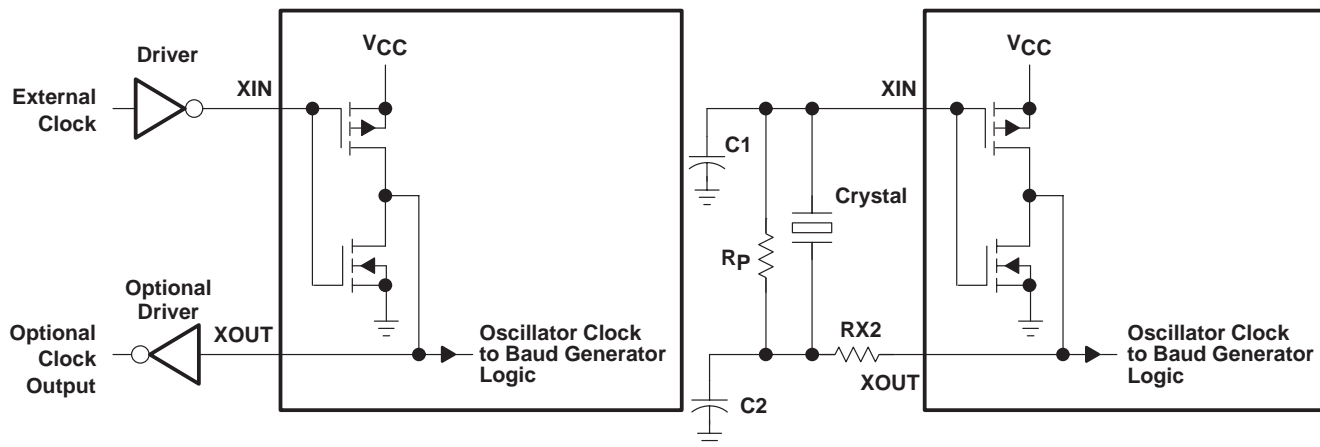 Driver
XIN
External
Clock
VCC
Optional
Driver
XOUT
Optional
Clock
Output
Oscillator Clock
to Baud Generator
Logic
C1
RP
Crystal
RX2
C2
XIN
VCC
XOUT
Oscillator Clock
to Baud Generator
Logic